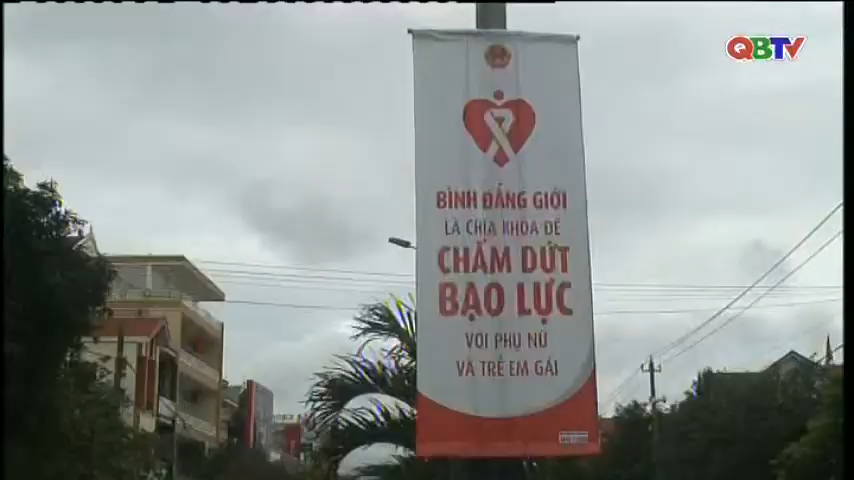 QBTV
BÌNH ĐẲNG GIỚI
LÀ CHÌA KHÓA ĐỂ
CHẤM DỨT
BẠO LỰC
VỚI PHỤ NỮ
VÀ TRẺ EM GÁI